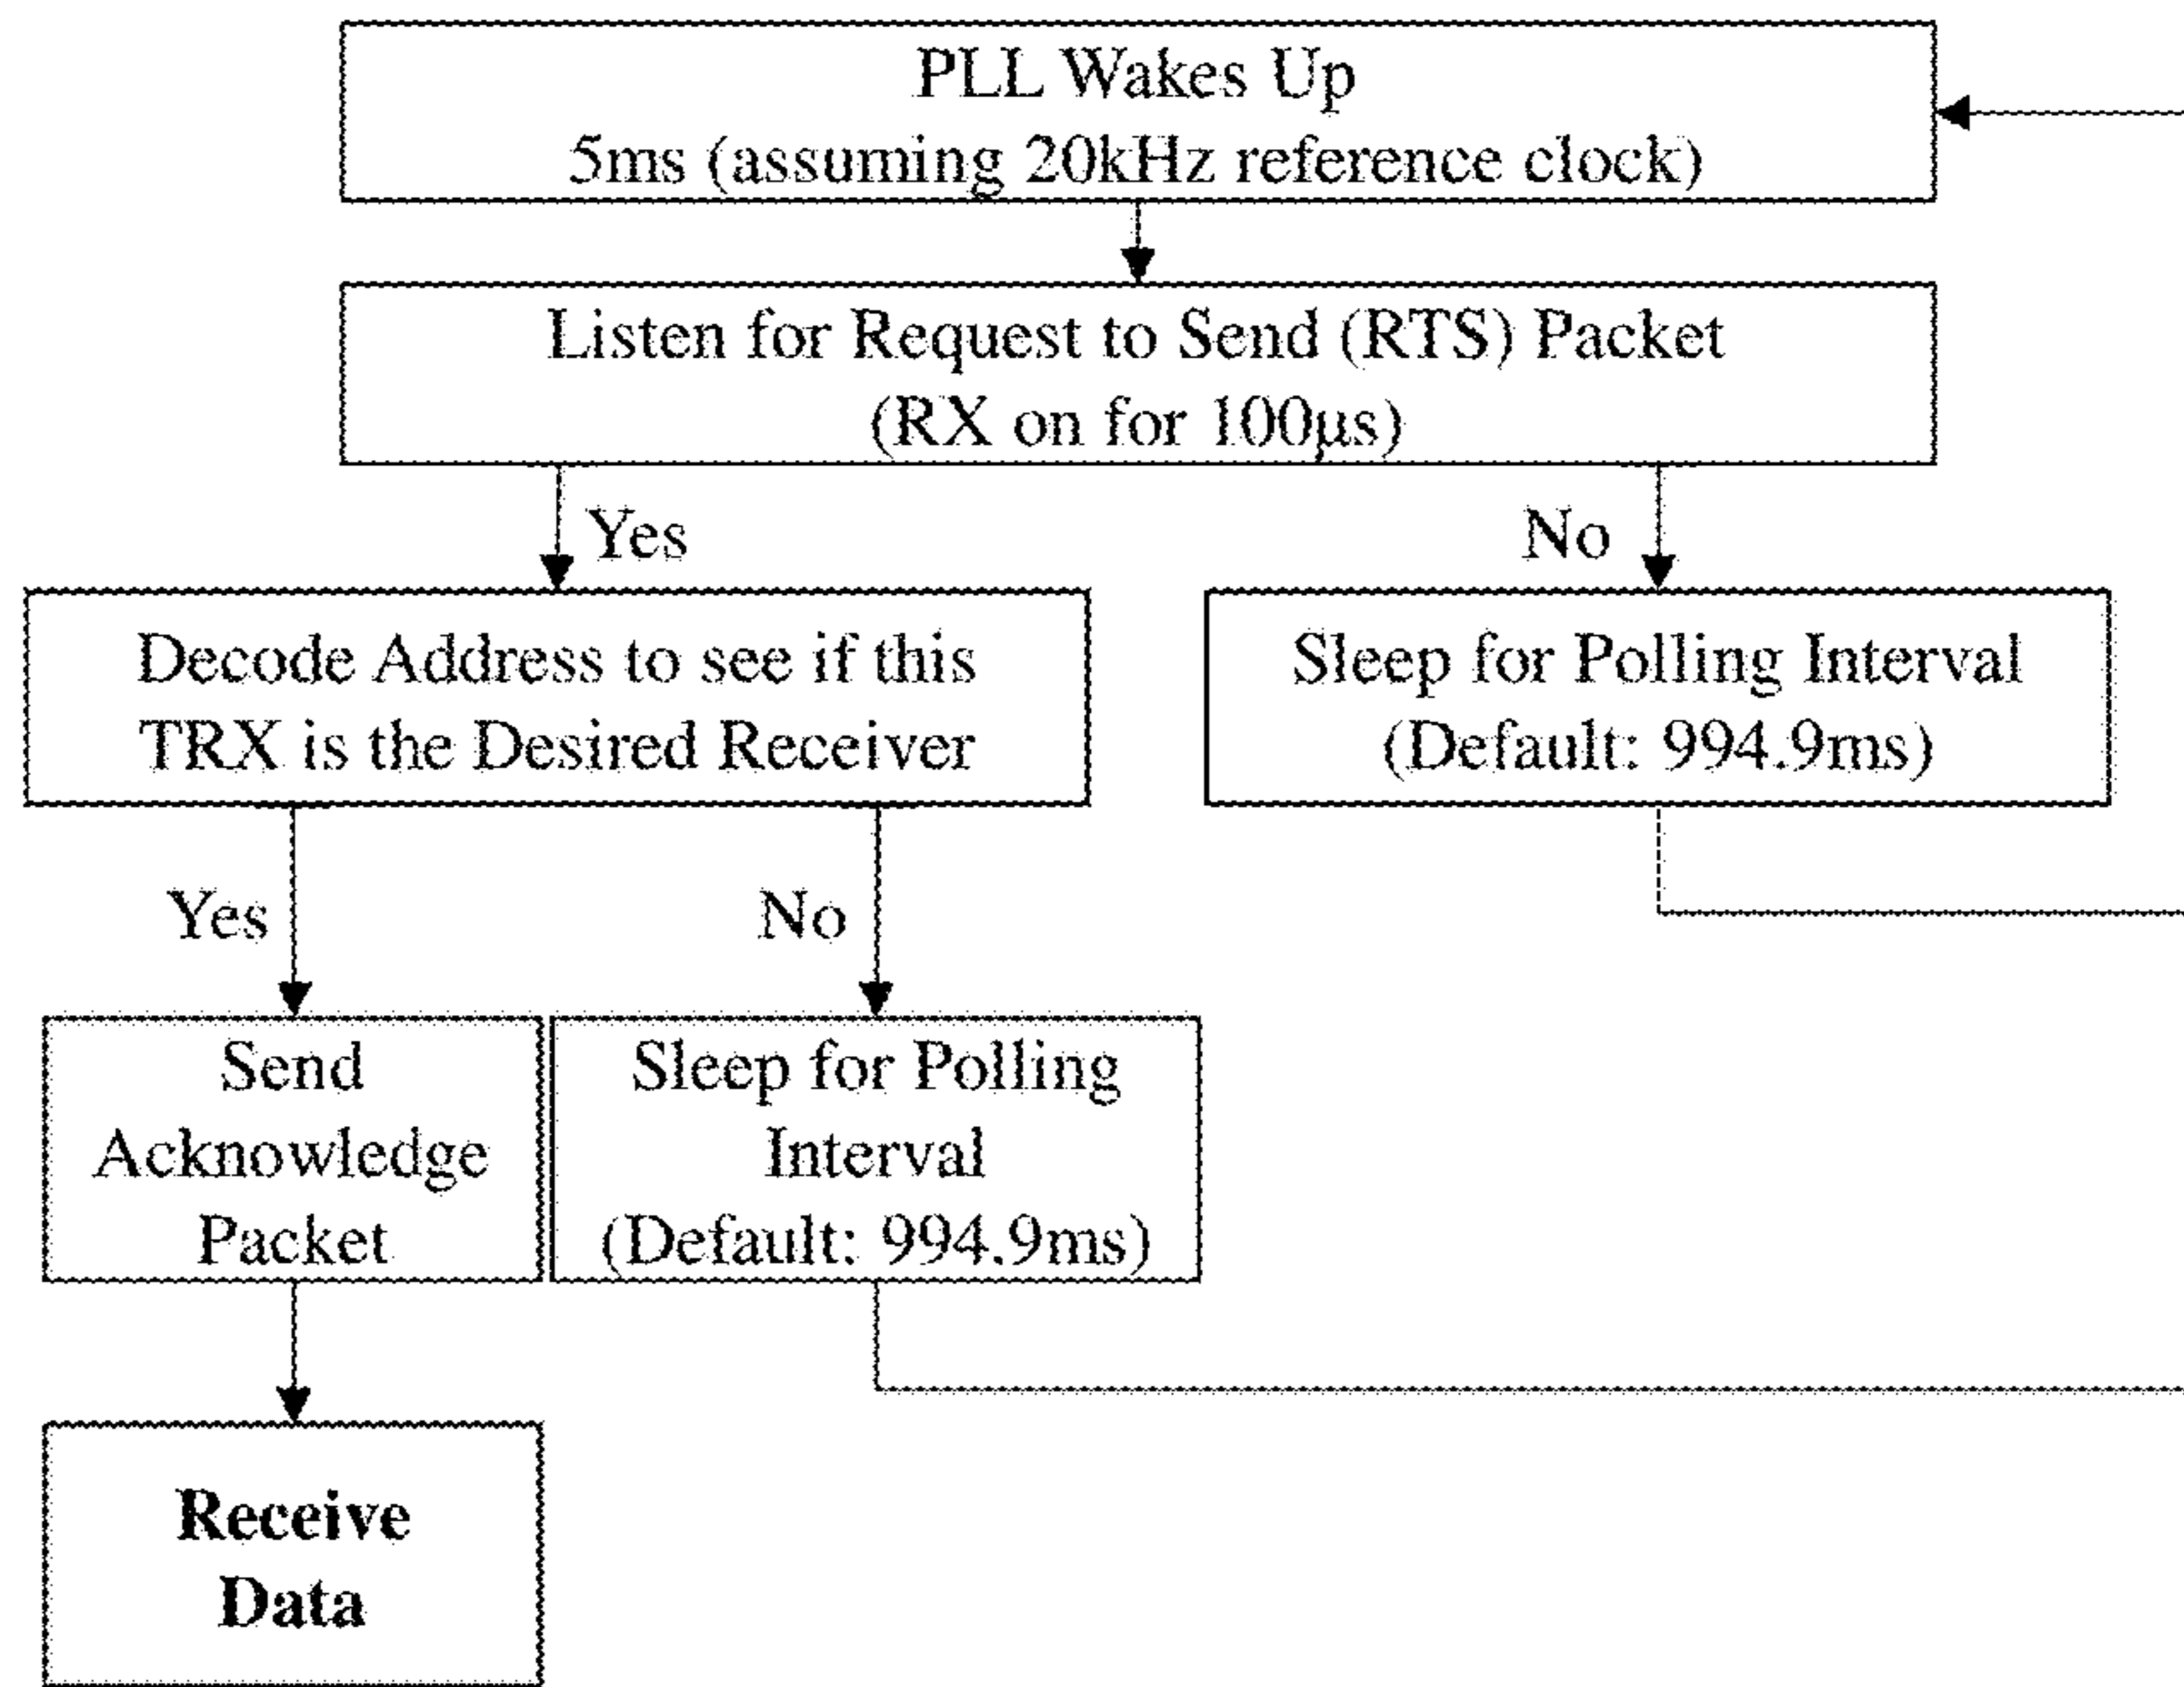 PLL Wakes Up
5ms (assuming 20kHz reference clock)
Listen for Request to Send (RTS) Packet
(RX on for 100μs)
Yes
No
Decode Address to see if this
TRX is the Desired Receiver
Sleep for Polling Interval
(Default: 994.9ms)
Yes
No
Send
Acknowledge
Packet
Sleep for Polling
Interval
(Default: 994.9ms)
Receive
Data